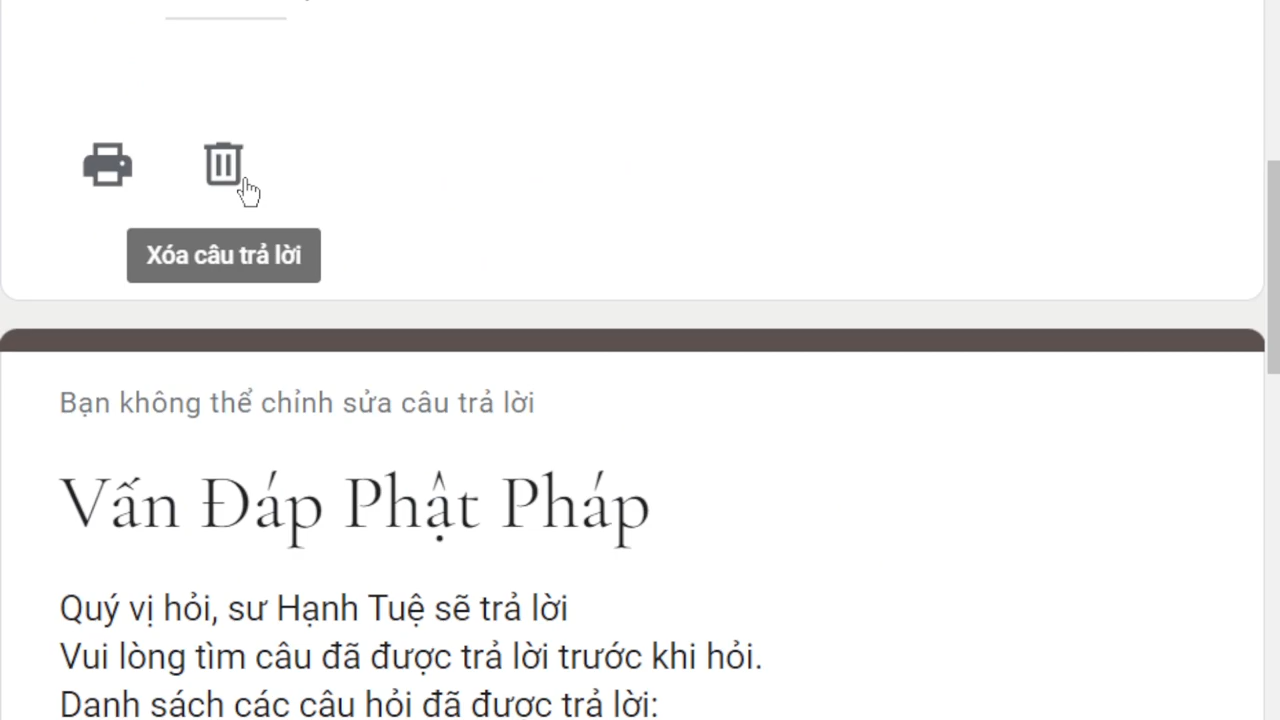 Xóa câu trả lời
Bạn không thể chỉnh sửa câu trả lời
Vấn Đáp Phật Pháp
Quý vị hỏi, sư Hạnh Tuệ sẽ trả lời
Vui lòng tìm câu đã được trả lời trước khi hỏi.
Danh sách các câu hỏi đã được trả lời: